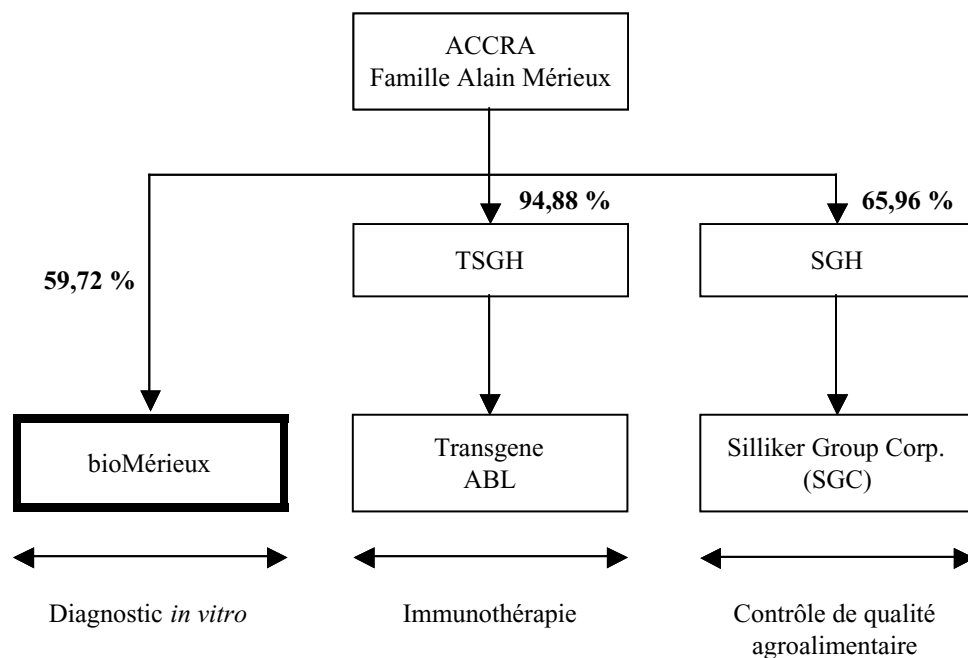 ACCRA
Famille Alain Mérieux
94,88 %
65,96 %
TSGH
SGH
59,72 %
bioMérieux
Transgene
ABL
Silliker Group Corp.
(SGC)
Diagnostic in vitro
Immunothérapie
Contrôle de qualité
agroalimentaire